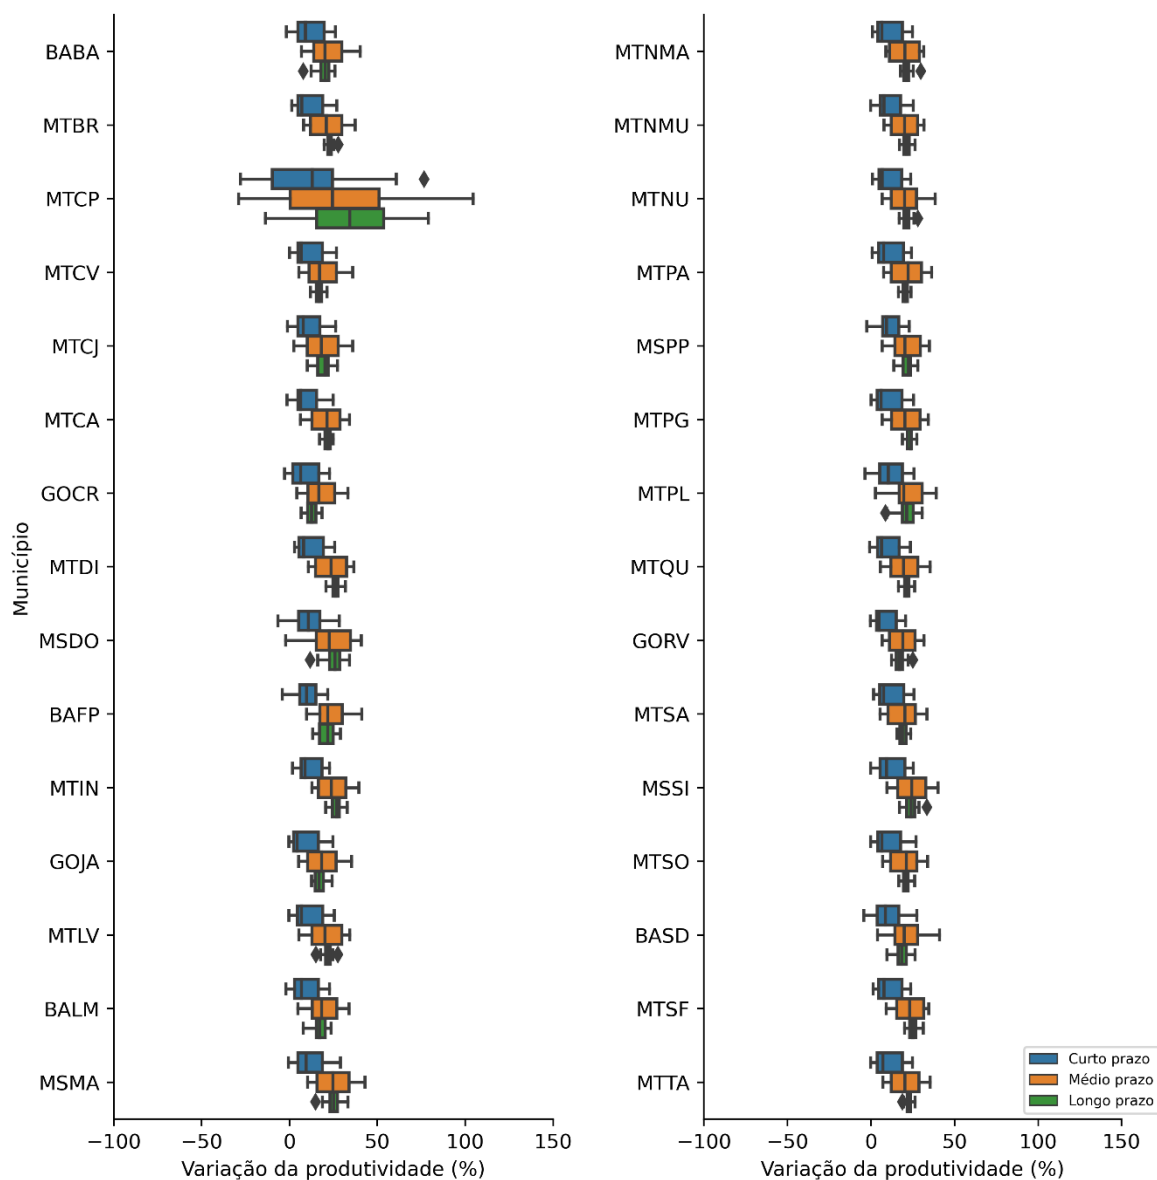 Município
BABA
MTBR
MTCP
MTCV
MTCJ
MTCA
GOCR
MTDI
MSDO
BAFP
MTIN
GOJA
MTLV
BALM
MSMA
−100
−50
0
50
100
150
Variação da produtividade (%)
MTNMA
MTNMU
MTNU
MTPA
MSPP
MTPG
MTPL
MTQU
GORV
MTSA
MSSI
MTSO
BASD
MTSF
MTTA
Curto prazo
Médio prazo
Longo prazo
−100
−50
0
50
100
150
Variação da produtividade (%)